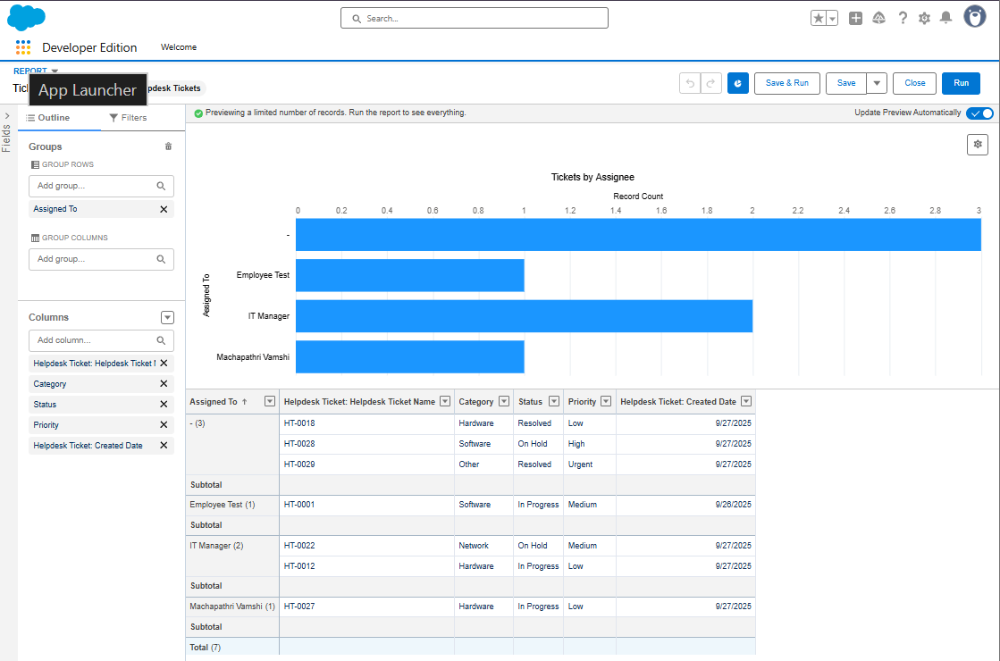 Search...
Developer Edition Welcome
REPORT
App Launcher
pdesk Tickets
Save & Run
Save
Close
Run
Fields
Outline
Filters
Previewing a limited number of records. Run the report to see everything.
Update Preview Automatically
Groups
GROUP ROWS
Add group...
Assigned To
GROUP COLUMNS
Add group...
Columns
Add column...
Helpdesk Ticket: Helpdesk Ticket
Category
Status
Priority
Helpdesk Ticket: Created Date
Tickets by Assignee
Record Count
0 0.2 0.4 0.6 0.8 1 1.2 1.4 1.6 1.8 2 2.2 2.4 2.6 2.8 3
Assigned To
-
Employee Test
IT Manager
Machapathri Vamshi
Assigned To ↑ Helpdesk Ticket: Helpdesk Ticket Name Category Status Priority Helpdesk Ticket: Created Date
- (3) HT-0018 Hardware Resolved Low 9/27/2025
HT-0028 Software On Hold High 9/27/2025
HT-0029 Other Resolved Urgent 9/27/2025
Subtotal
Employee Test (1) HT-0001 Software In Progress Medium 9/26/2025
Subtotal
IT Manager (2) HT-0022 Network On Hold Medium 9/27/2025
HT-0012 Hardware In Progress Low 9/27/2025
Subtotal
Machapathri Vamshi (1) HT-0027 Hardware In Progress Low 9/27/2025
Subtotal
Total (7)